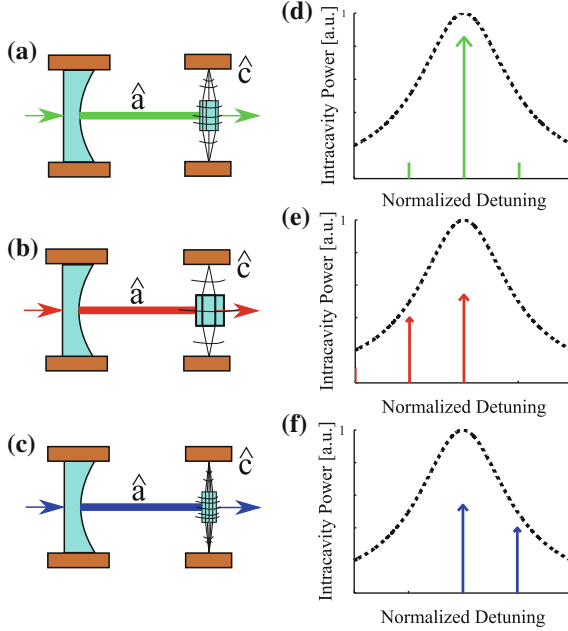 (a)
â
ĉ
(b)
â
ĉ
(c)
â
ĉ
(d)
1
Intracavity Power [a.u.]
Normalized Detuning
(e)
1
Intracavity Power [a.u.]
Normalized Detuning
(f)
1
Intracavity Power [a.u.]
Normalized Detuning